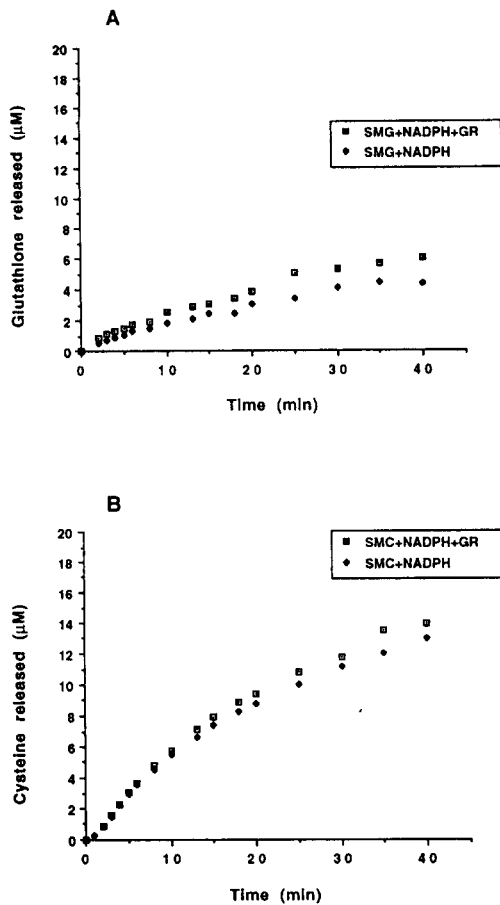 A
20
18
16
14
12
10
8
6
4
2
0
Glutathione released (µM)
SMG+NADPH+GR
SMG+NADPH
0 10 20 30 40
Time (min)
B
20
18
16
14
12
10
8
6
4
2
0
Cysteine released (µM)
SMC+NADPH+GR
SMC+NADPH
0 10 20 30 40
Time (min)